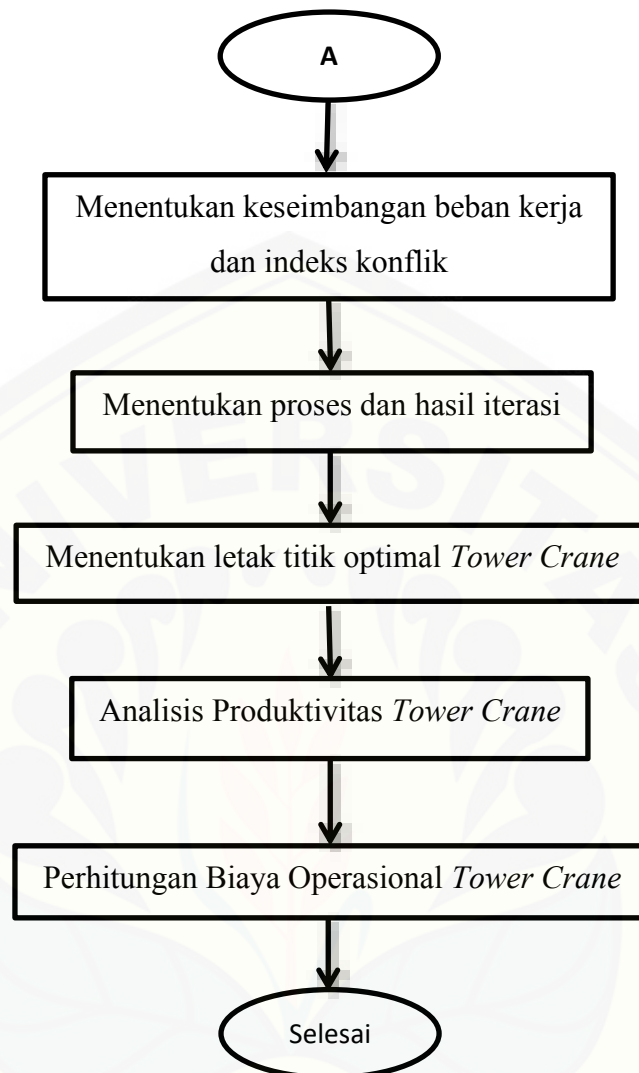 A
Menentukan keseimbangan beban kerja
dan indeks konflik
Menentukan proses dan hasil iterasi
Menentukan letak titik optimal Tower Crane
Analisis Produktivitas Tower Crane
Perhitungan Biaya Operasional Tower Crane
Selesai
UNIVERSITAS